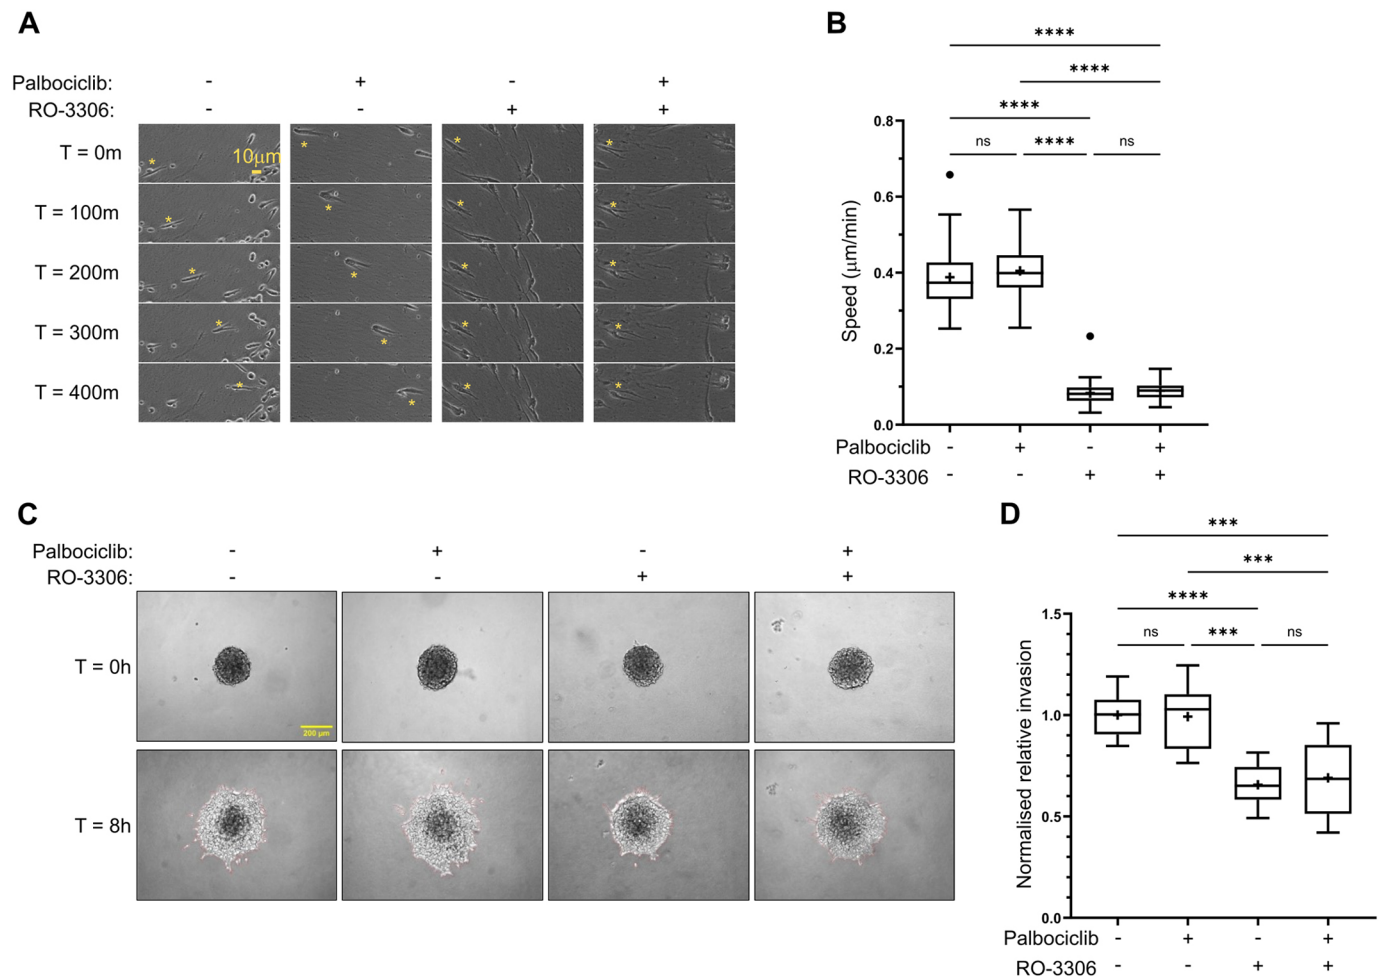 A
Palbociclib: - + - +
RO-3306: - - + +
T = 0m
10μm
T = 100m
T = 200m
T = 300m
T = 400m
B
****
****
****
ns **** ns
0.8
0.6
0.4
0.2
0.0
Speed (μm/min)
Palbociclib - + - +
RO-3306 - - + +
C
Palbociclib: - + - +
RO-3306: - - + +
T = 0h
200 μm
T = 8h
D
***
***
****
ns *** ns
1.5
1.0
0.5
0.0
Normalised relative invasion
Palbociclib - + - +
RO-3306 - - + +